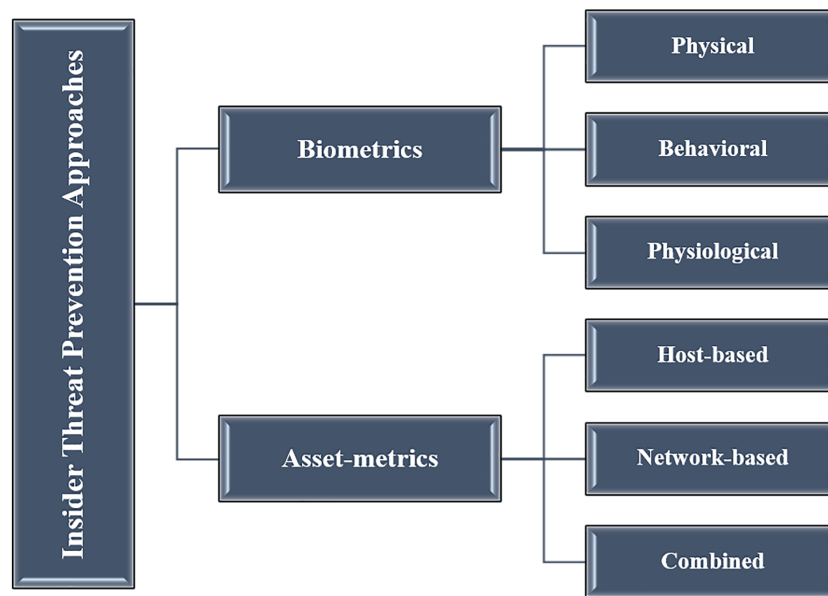 Insider Threat Prevention Approaches
Biometrics
Physical
Behavioral
Physiological
Asset-metrics
Host-based
Network-based
Combined